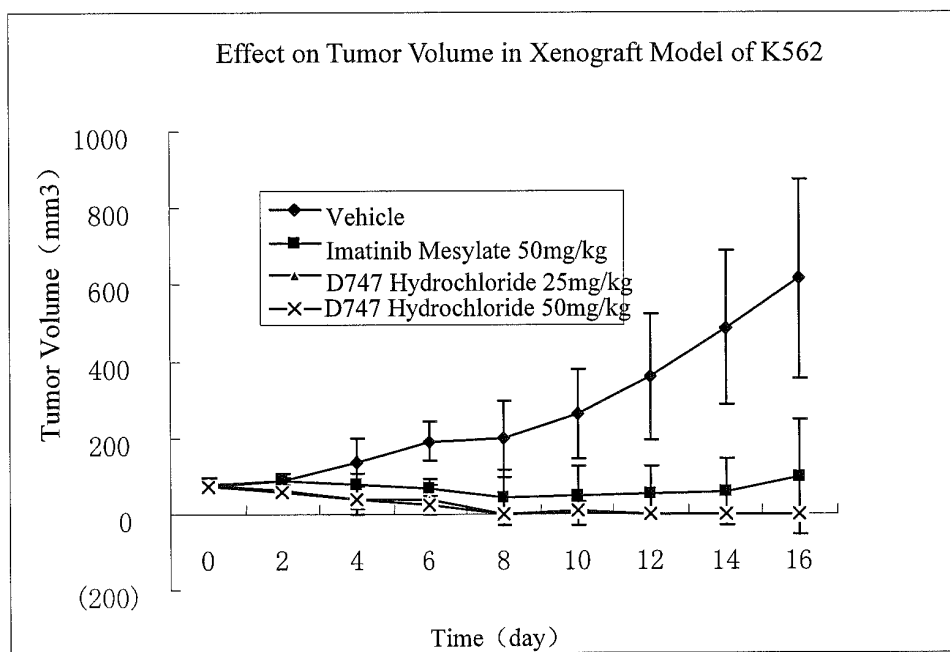 Effect on Tumor Volume in Xenograft Model of K562
1000
800
600
400
200
0
(200)
Tumor Volume（mm3）
Vehicle
Imatinib Mesylate 50mg/kg
D747 Hydrochloride 25mg/kg
D747 Hydrochloride 50mg/kg
0 2 4 6 8 10 12 14 16
Time（day）